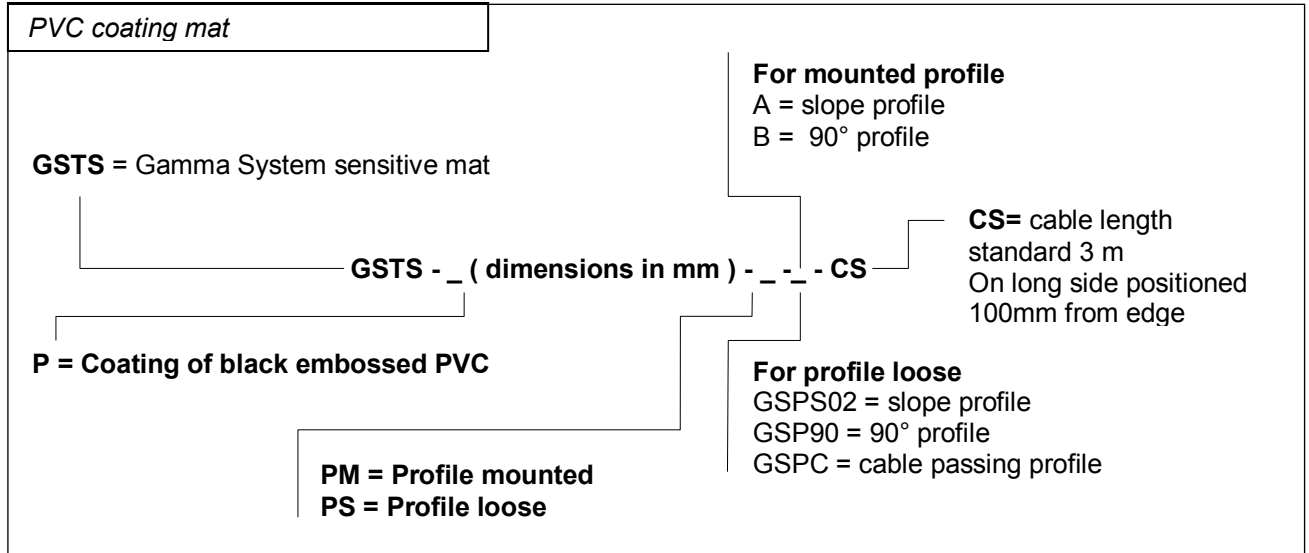 PVC coating mat
For mounted profile
A = slope profile
B =  90° profile
GSTS = Gamma System sensitive mat
CS= cable length
standard 3 m
On long side positioned
100mm from edge
GSTS - _ ( dimensions in mm ) - _ -_ - CS
P = Coating of black embossed PVC
For profile loose
GSPS02 = slope profile
GSP90 = 90° profile
GSPC = cable passing profile
PM = Profile mounted
PS = Profile loose